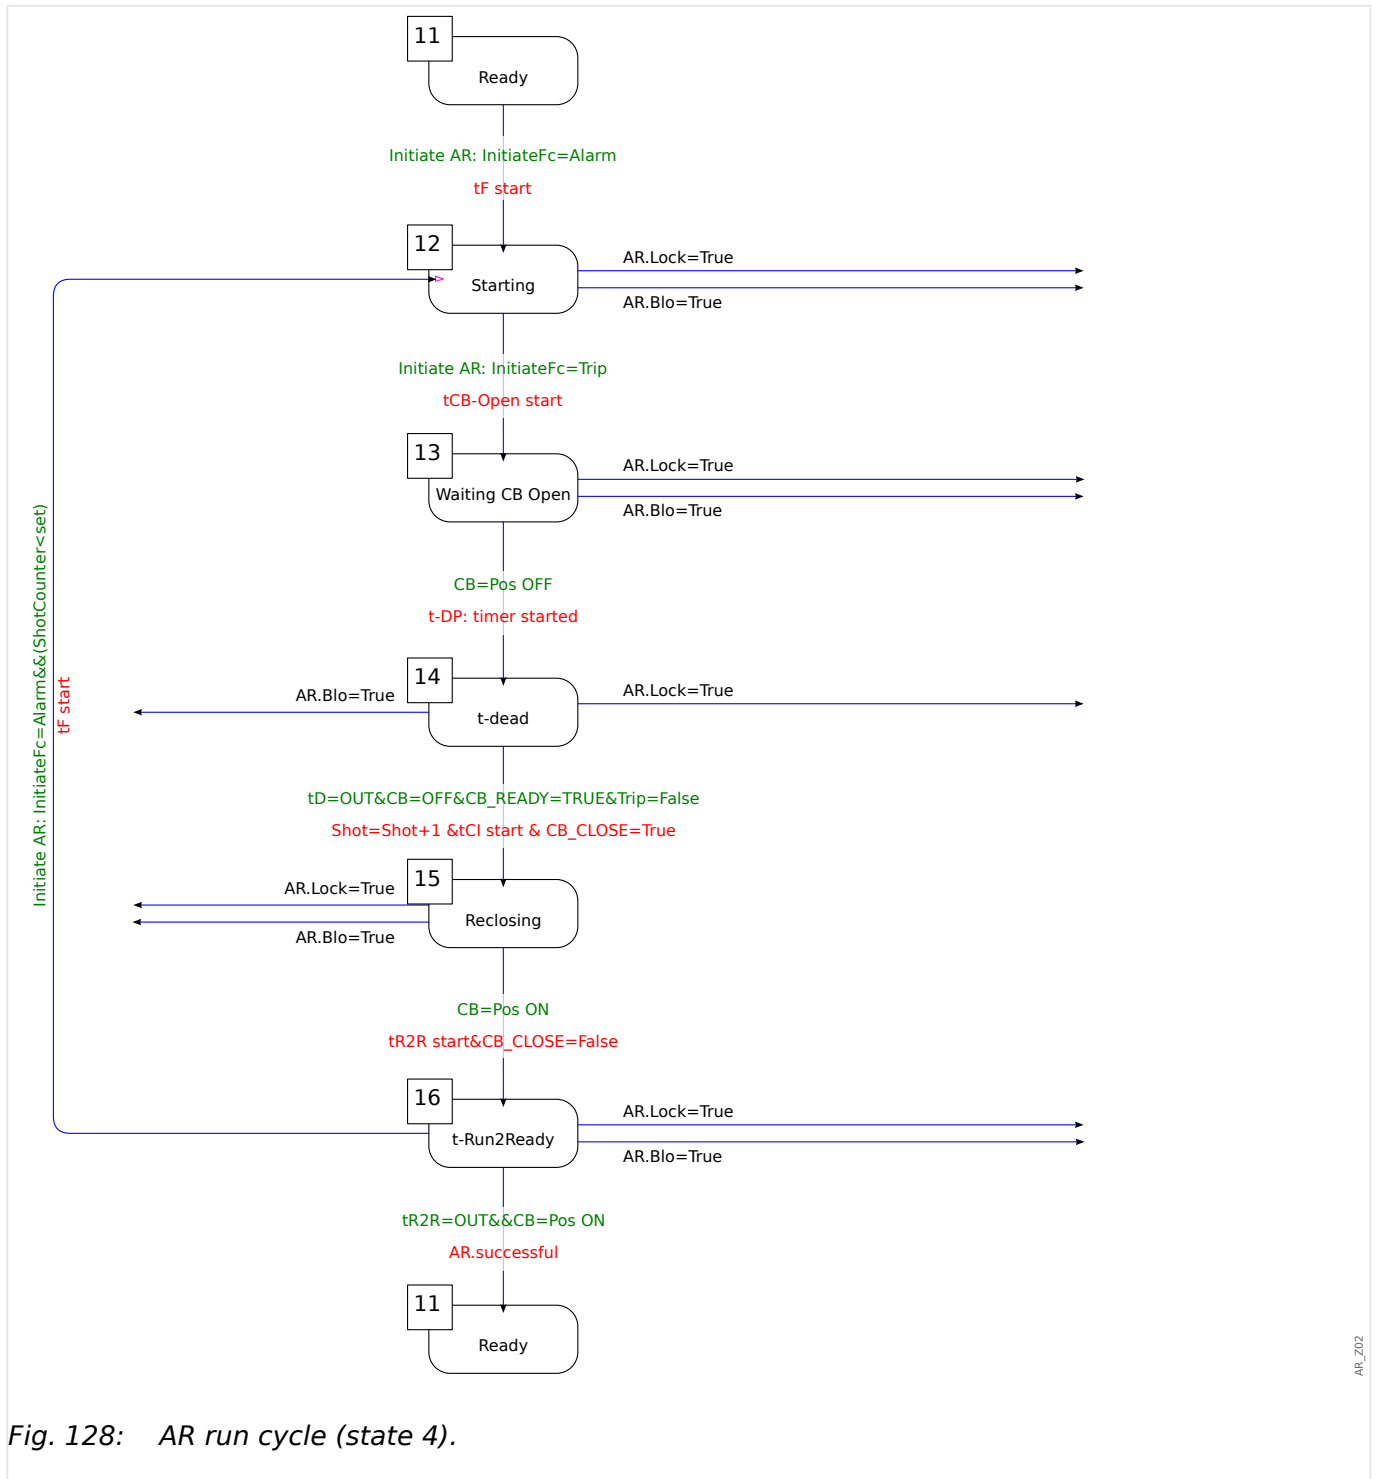 11
Ready
Initiate AR: InitiateFc=Alarm
tF start
12
Starting
AR.Lock=True
AR.Blo=True
Initiate AR: InitiateFc=Trip
tCB-Open start
13
Waiting CB Open
AR.Lock=True
AR.Blo=True
CB=Pos OFF
t-DP: timer started
Initiate AR: InitiateFc=Alarm&&(ShotCounter<set)
tF start
14
t-dead
AR.Blo=True
AR.Lock=True
tD=OUT&CB=OFF&CB_READY=TRUE&Trip=False
Shot=Shot+1 &tCI start & CB_CLOSE=True
15
Reclosing
AR.Lock=True
AR.Blo=True
CB=Pos ON
tR2R start&CB_CLOSE=False
16
t-Run2Ready
AR.Lock=True
AR.Blo=True
tR2R=OUT&&CB=Pos ON
AR.successful
11
Ready
AR_Z02
Fig. 128: AR run cycle (state 4).